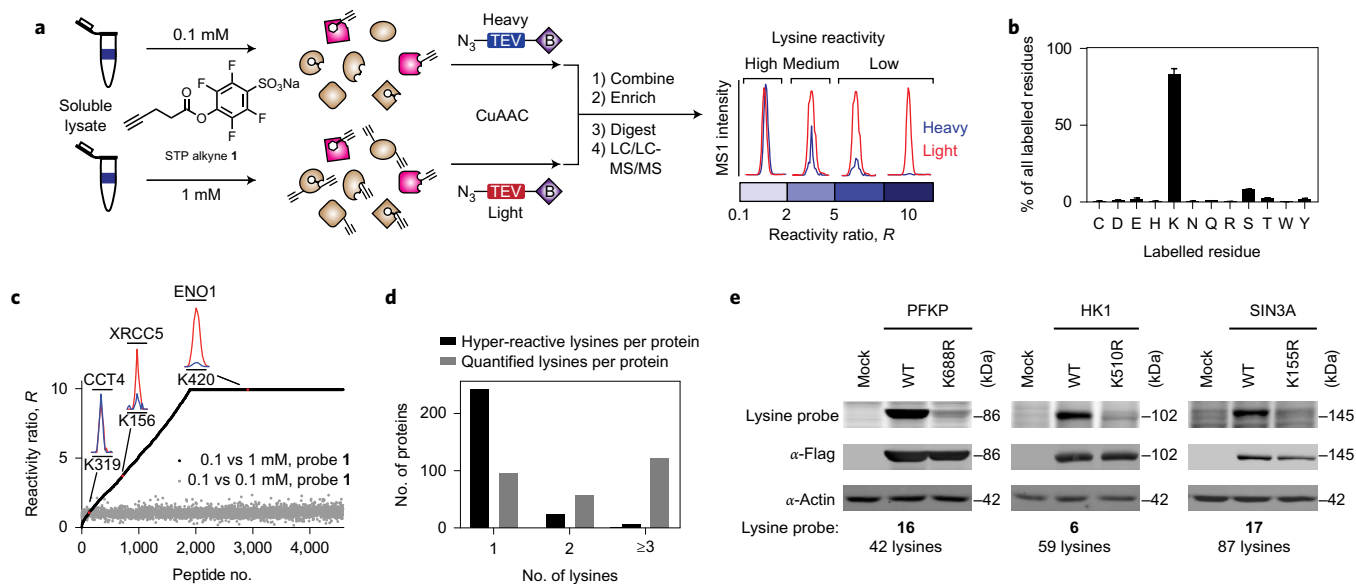 a
Soluble
lysate
0.1 mM
F
F
SO₃Na
O
O
F
F
STP alkyne 1
1 mM
Heavy
N₃ TEV B
CuAAC
N₃ TEV B
Light
1) Combine
2) Enrich
3) Digest
4) LC/LC-
MS/MS
Lysine reactivity
High Medium Low
MS1 intensity
Heavy
Light
0.1 2 5 10
Reactivity ratio, R
b
% of all labelled residues
100
50
0
C D E H K N Q R S T W Y
Labelled residue
c
Reactivity ratio, R
10
5
0
CCT4
K319
XRCC5
K156
ENO1
K420
0.1 vs 1 mM, probe 1
0.1 vs 0.1 mM, probe 1
0 1,000 2,000 3,000 4,000
Peptide no.
d
Hyper-reactive lysines per protein
Quantified lysines per protein
No. of proteins
200
100
0
1 2 ≥3
No. of lysines
e
PFKP HK1 SIN3A
Mock WT K688R (kDa) Mock WT K510R (kDa) Mock WT K155R (kDa)
Lysine probe –86 –102 –145
α-Flag –86 –102 –145
α-Actin –42 –42 –42
Lysine probe: 16 6 17
42 lysines 59 lysines 87 lysines